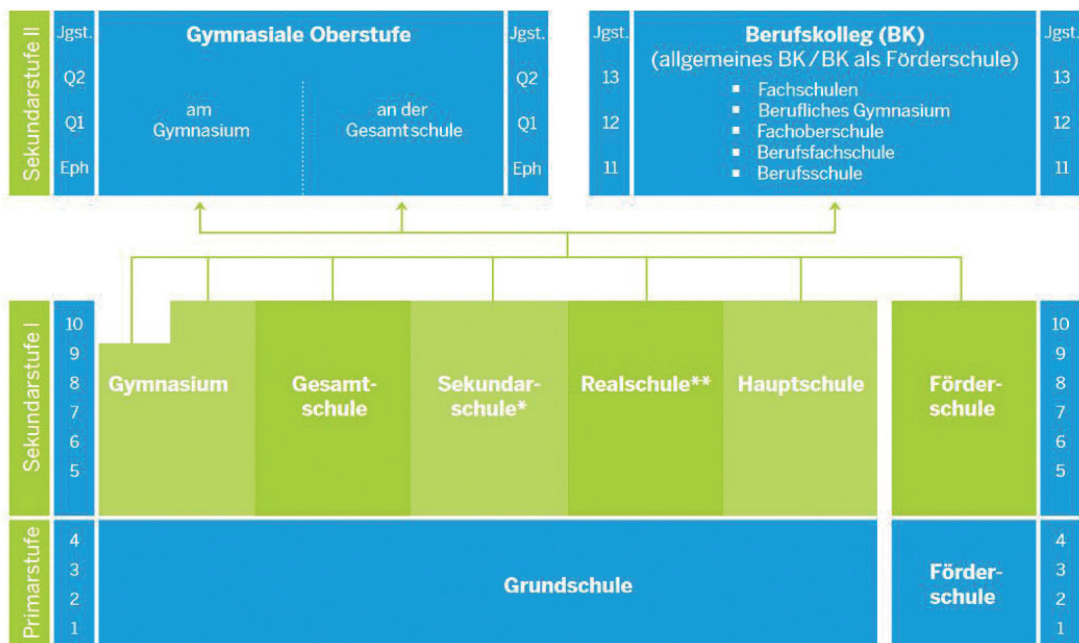 Sekundarstufe II
Jgst.
Q2
Q1
Eph
Gymnasiale Oberstufe
am
Gymnasium
an der
Gesamtschule
Jgst.
Q2
Q1
Eph
Jgst.
13
12
11
Berufskolleg (BK)
(allgemeines BK/BK als Förderschule)
▪ Fachschulen
▪ Berufliches Gymnasium
▪ Fachoberschule
▪ Berufsfachschule
▪ Berufsschule
Jgst.
13
12
11
Sekundarstufe I
10
9
8
7
6
5
Gymnasium
Gesamt-
schule
Sekundar-
schule*
Realschule**
Hauptschule
Förder-
schule
10
9
8
7
6
5
Primarstufe
4
3
2
1
Grundschule
Förder-
schule
4
3
2
1